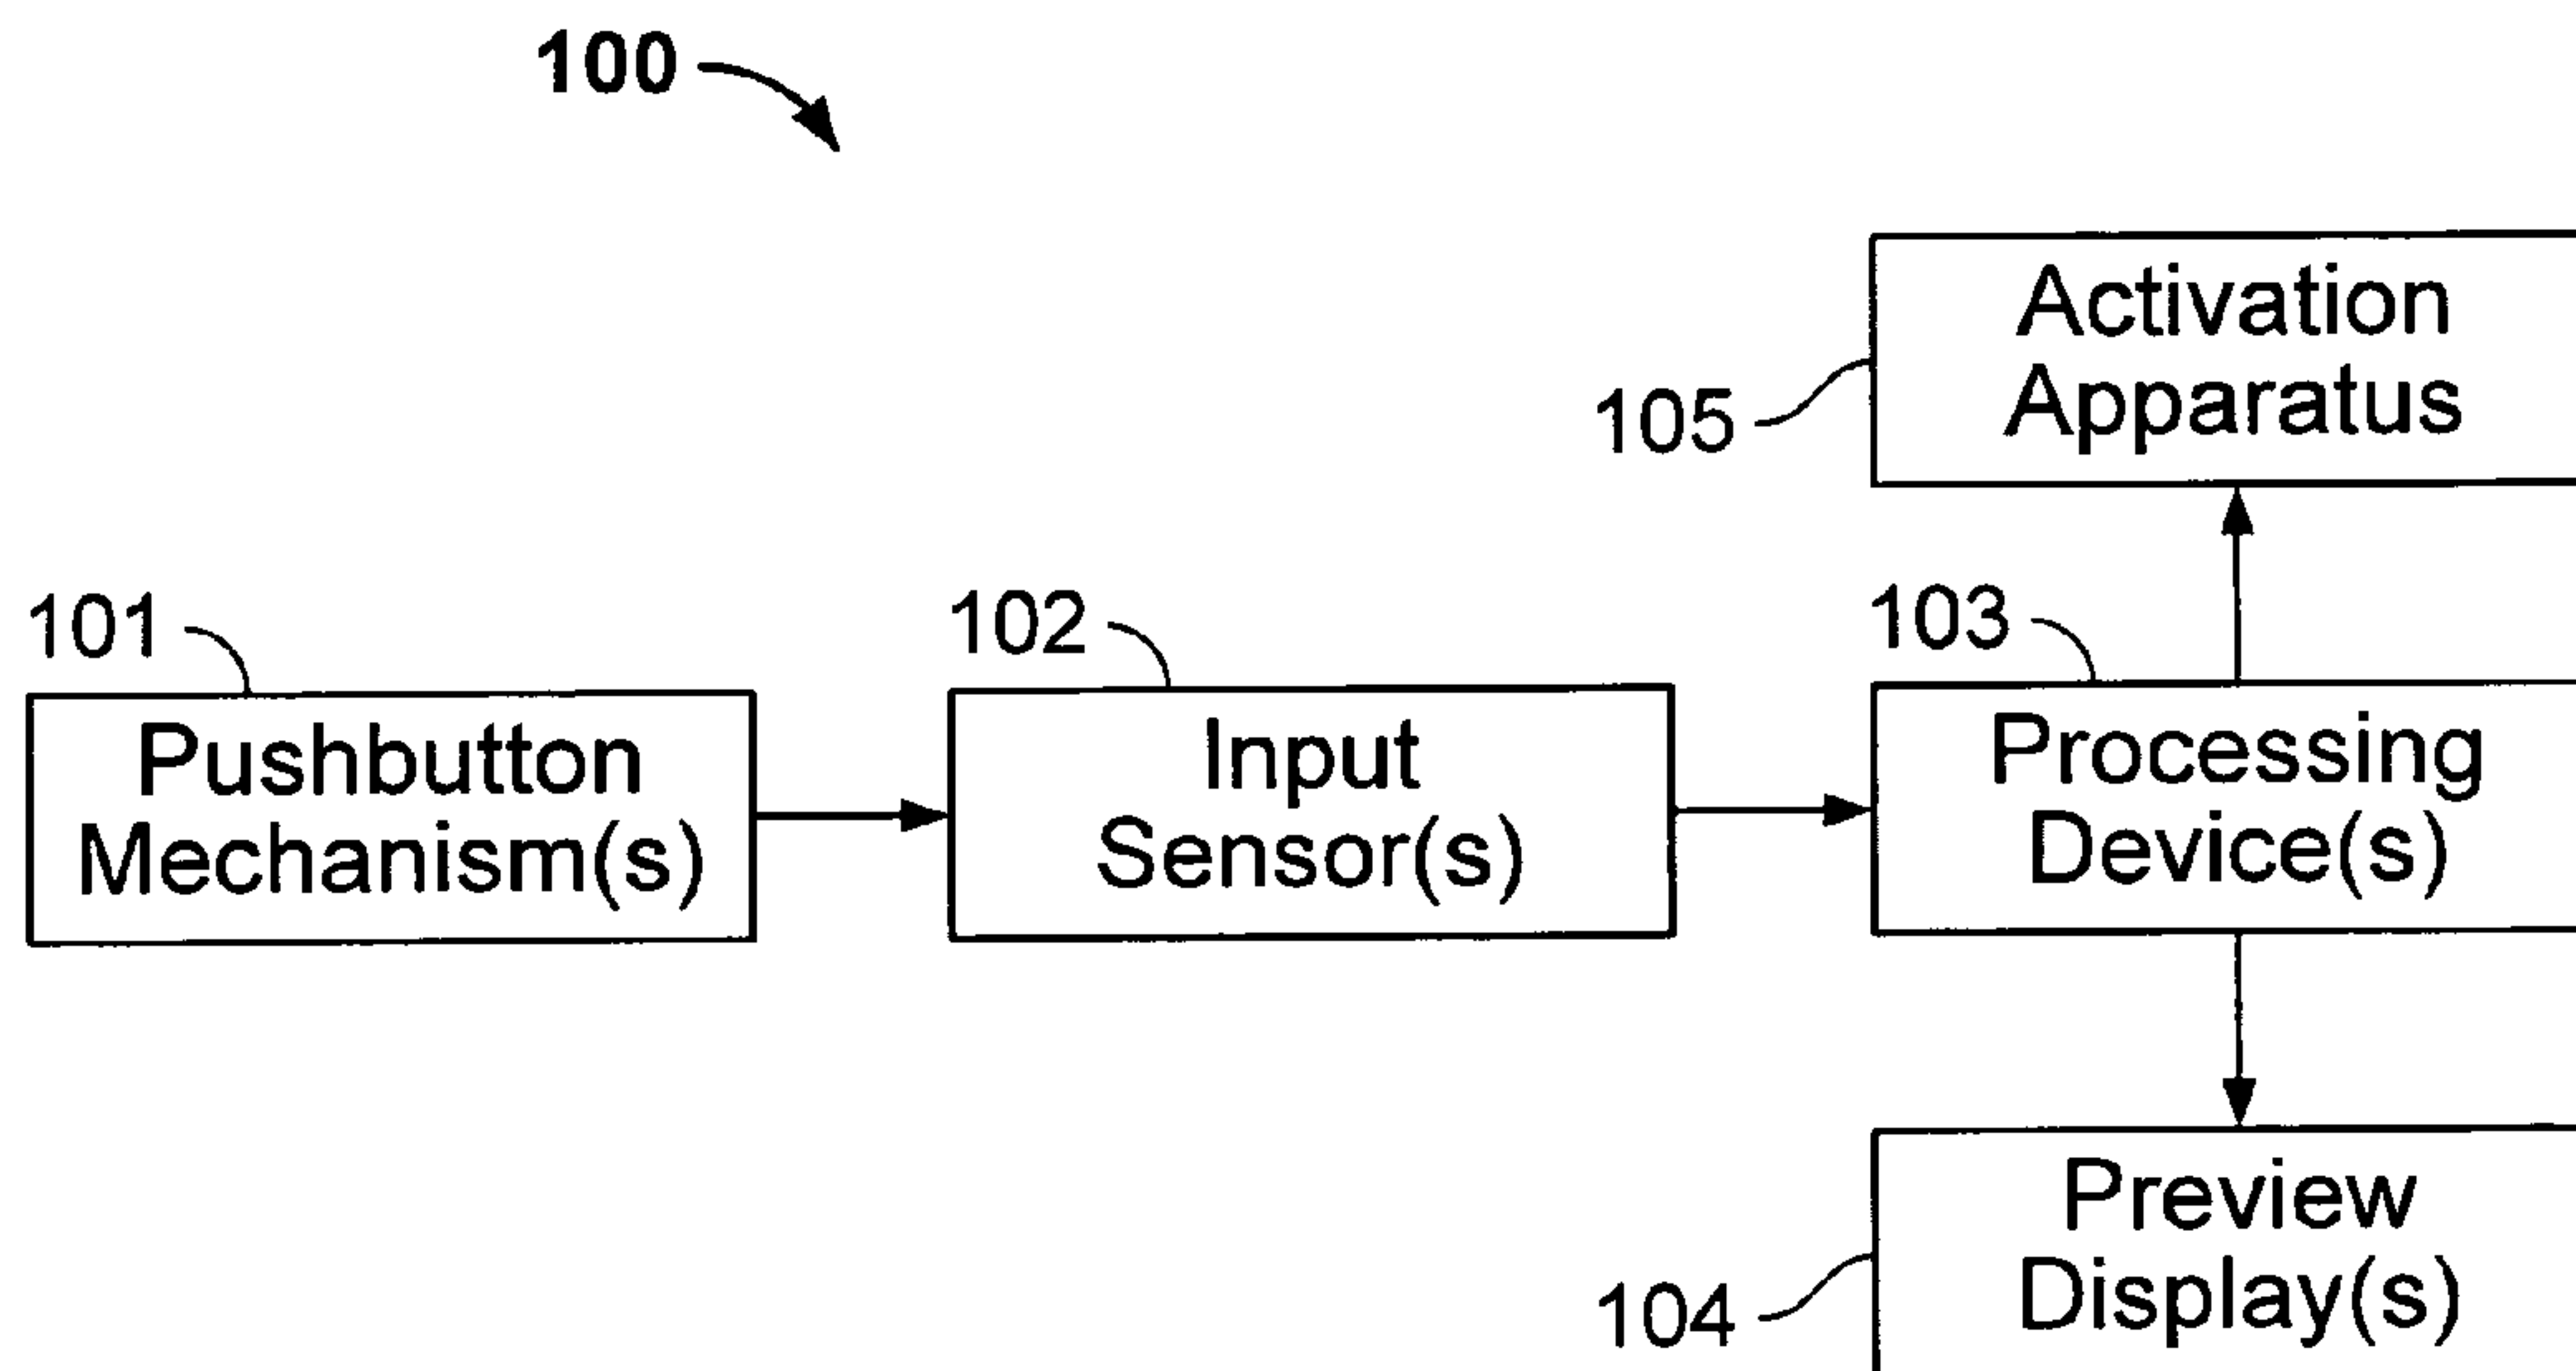 100
Activation
Apparatus
105
101
102
103
Pushbutton
Mechanism(s)
Input
Sensor(s)
Processing
Device(s)
Preview
Display(s)
104